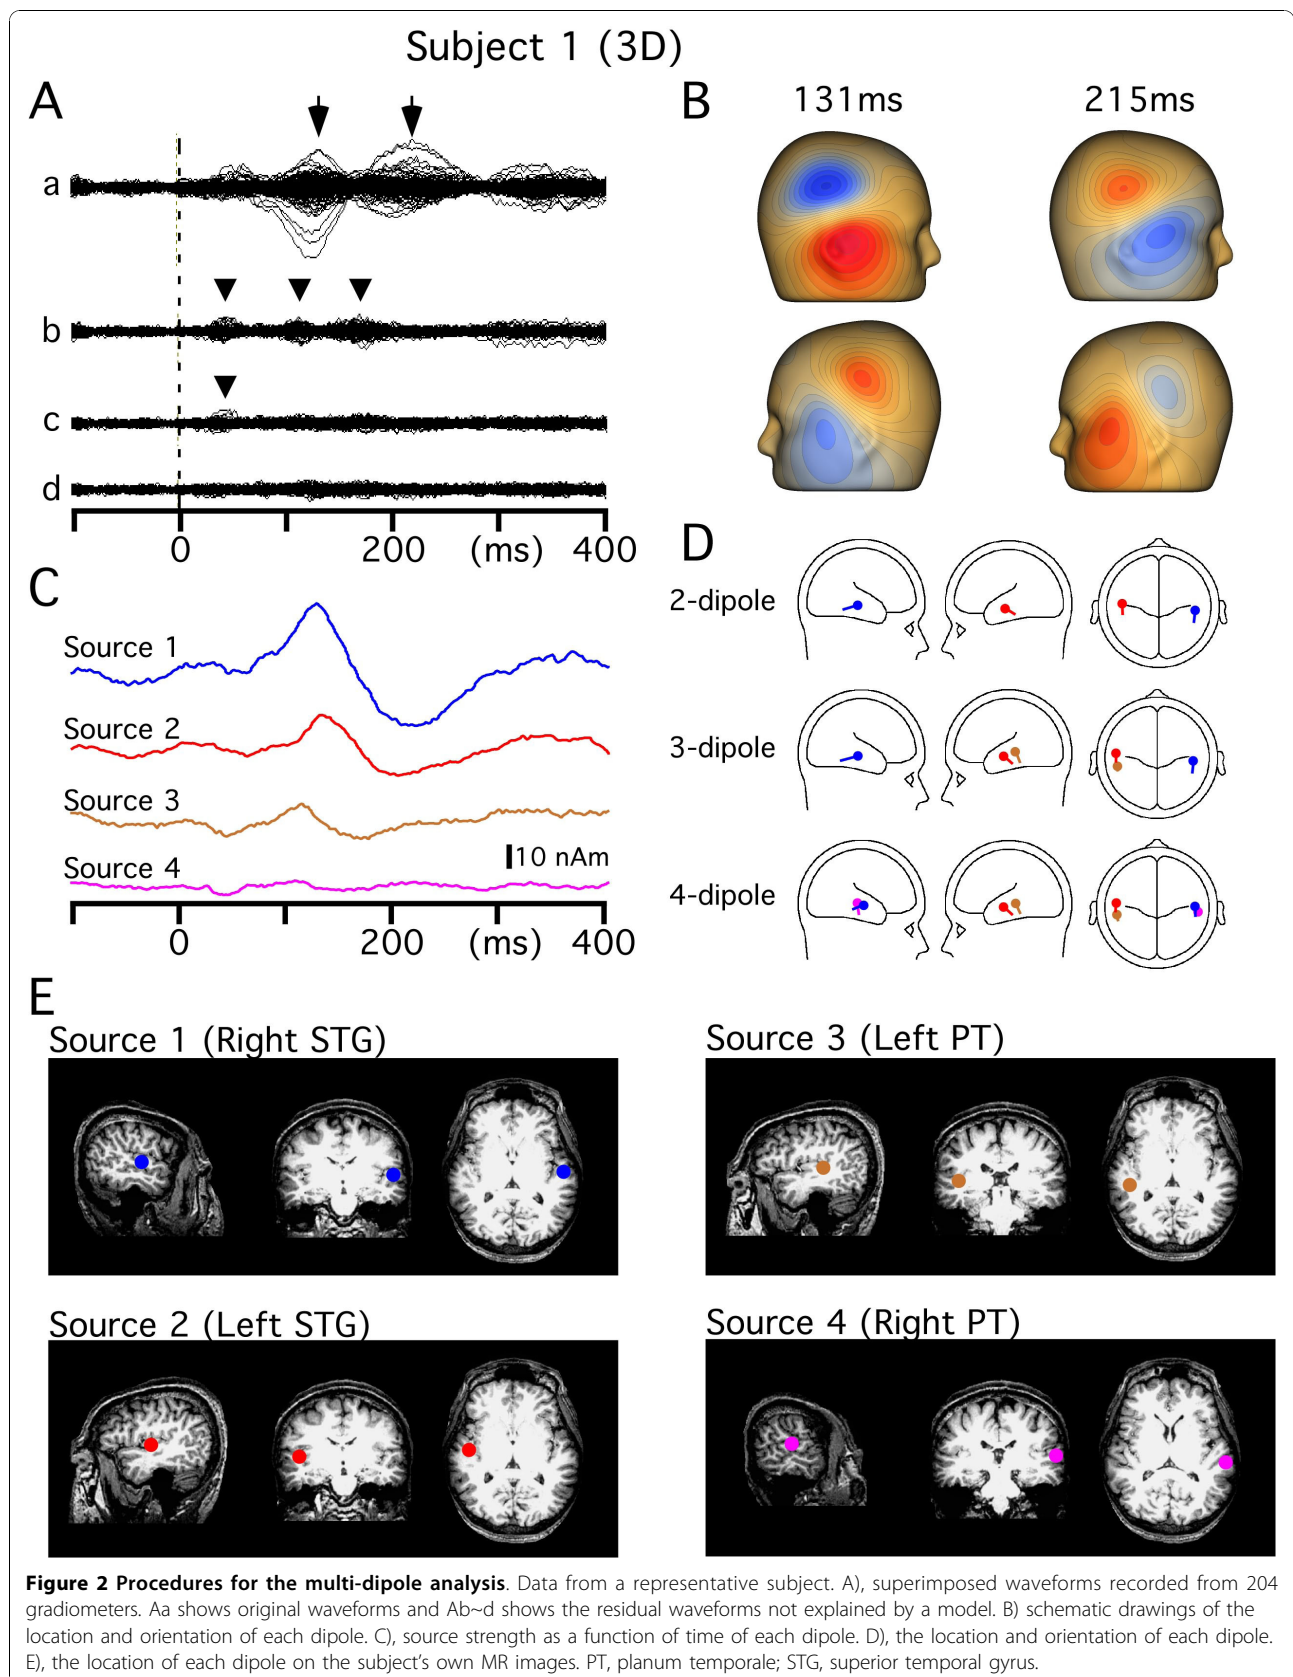 Subject 1 (3D)
A
a
b
c
d
0 200 (ms) 400
B
131ms 215ms
C
Source 1
Source 2
Source 3
10 nAm
Source 4
0 200 (ms) 400
D
2-dipole
3-dipole
4-dipole
E
Source 1 (Right STG)
Source 3 (Left PT)
Source 2 (Left STG)
Source 4 (Right PT)
Figure 2 Procedures for the multi-dipole analysis. Data from a representative subject. A), superimposed waveforms recorded from 204
gradiometers. Aa shows original waveforms and Ab~d shows the residual waveforms not explained by a model. B) schematic drawings of the
location and orientation of each dipole. C), source strength as a function of time of each dipole. D), the location and orientation of each dipole.
E), the location of each dipole on the subject's own MR images. PT, planum temporale; STG, superior temporal gyrus.